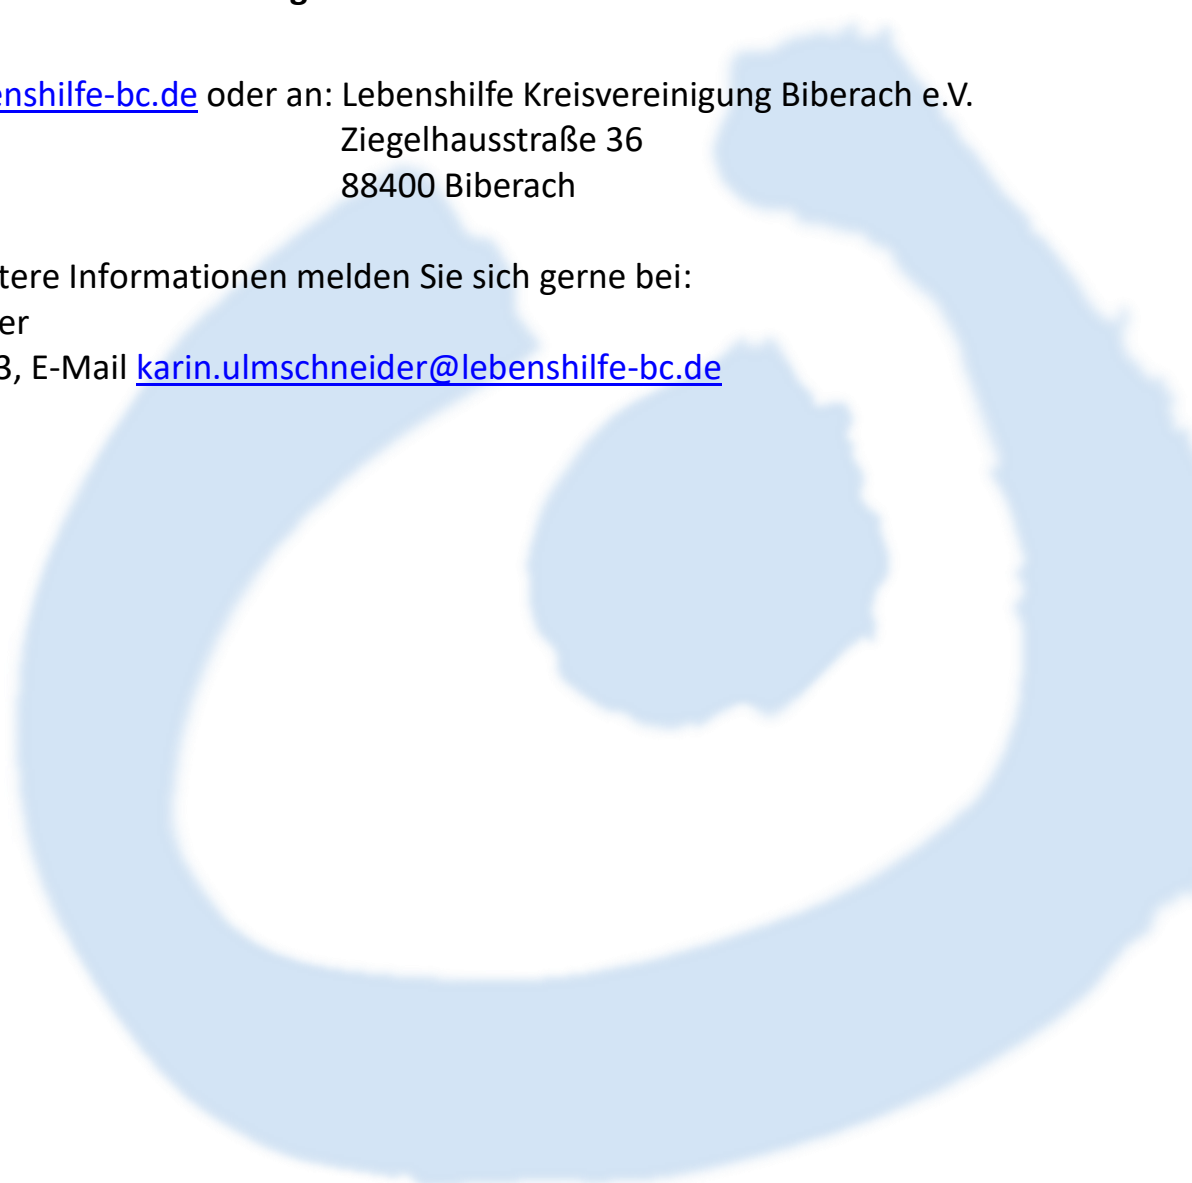 enshilfe-bc.de oder an: Lebenshilfe Kreisvereinigung Biberach e.V.
Ziegelhausstraße 36
88400 Biberach
tere Informationen melden Sie sich gerne bei:
er
3, E-Mail karin.ulmschneider@lebenshilfe-bc.de